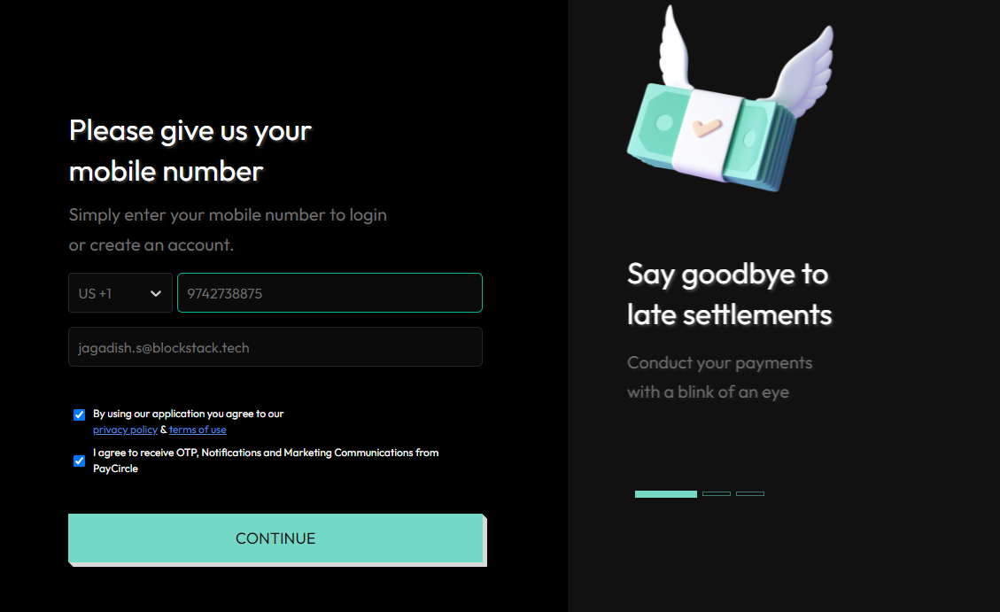 Please give us your
mobile number
Simply enter your mobile number to login
or create an account.
US +1
9742738875
jagadish.s@blockstack.tech
By using our application you agree to our
privacy policy & terms of use
I agree to receive OTP, Notifications and Marketing Communications from
PayCircle
CONTINUE
Say goodbye to
late settlements
Conduct your payments
with a blink of an eye